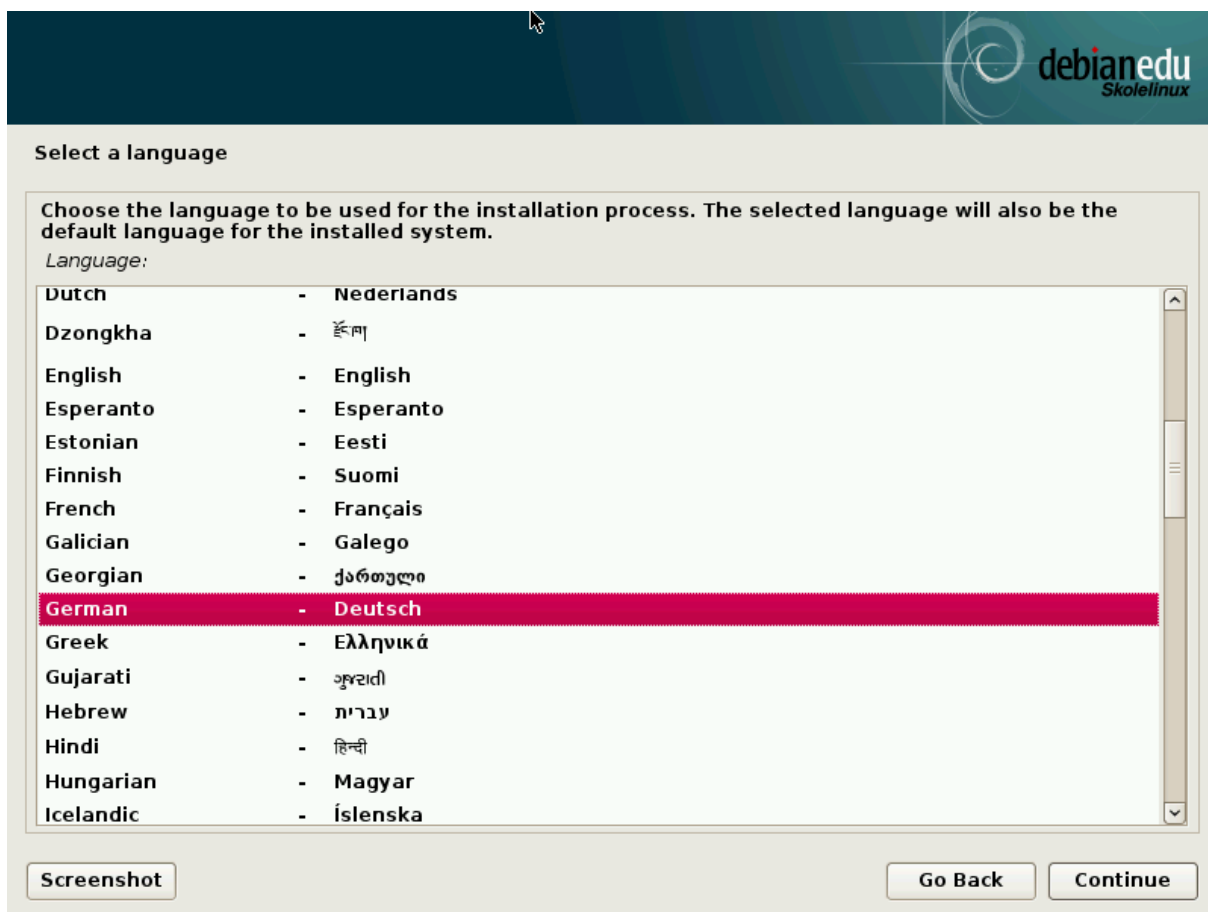 debianedu
Skolelinux
Select a language
Choose the language to be used for the installation process. The selected language will also be the
default language for the installed system.
Language:
Dutch - Nederlands
Dzongkha - རྫོང་ཁ།
English - English
Esperanto - Esperanto
Estonian - Eesti
Finnish - Suomi
French - Français
Galician - Galego
Georgian - ქართული
German - Deutsch
Greek - Ελληνικά
Gujarati - ગુજરાતી
Hebrew - עברית
Hindi - हिन्दी
Hungarian - Magyar
Icelandic - Íslenska
Screenshot Go Back Continue